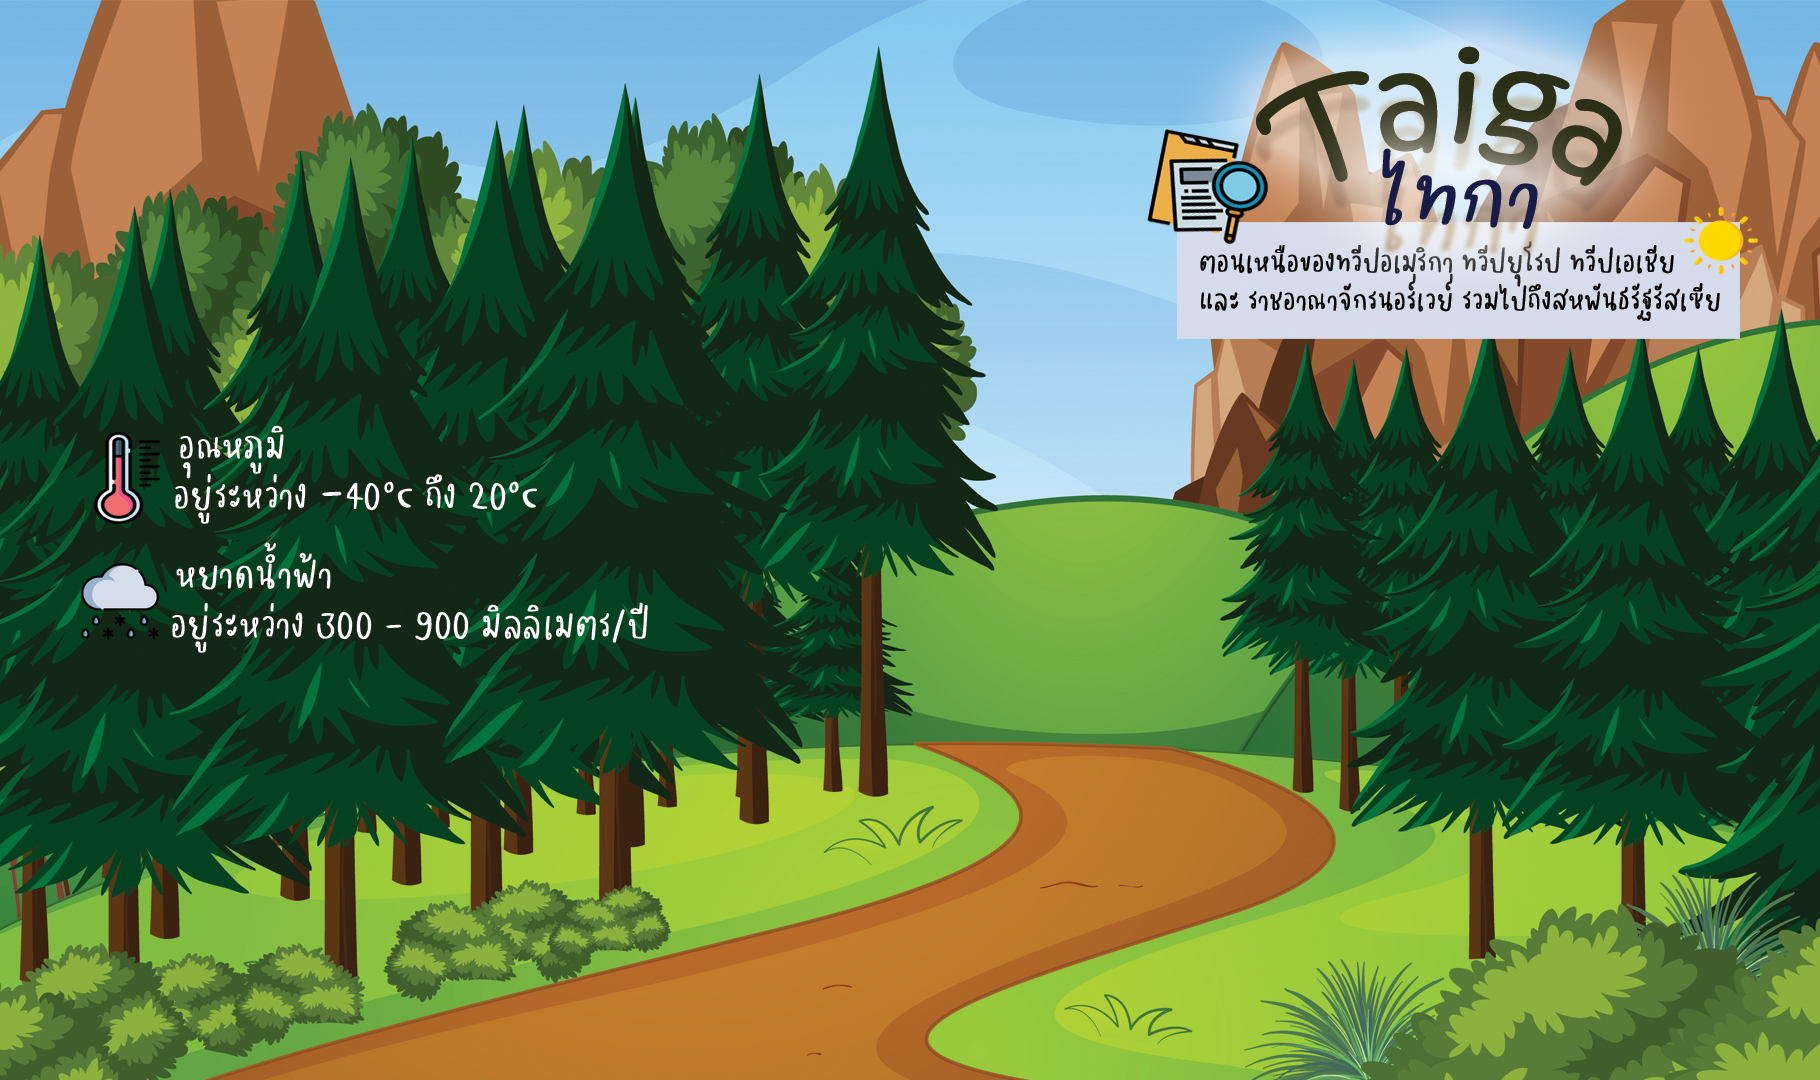 Taiga
ไทกา
ตอนเหนือของทวีปอเมริกา ทวีปยุโรป ทวีปเอเชีย
และ ราชอาณาจักรนอร์เวย์ รวมไปถึงสหพันธ์รัฐรัสเซีย
อุณหภูมิ
อยู่ระหว่าง -40°c ถึง 20°c
หยาดน้ำฟ้า
อยู่ระหว่าง 300 - 900 มิลลิเมตร/ปี